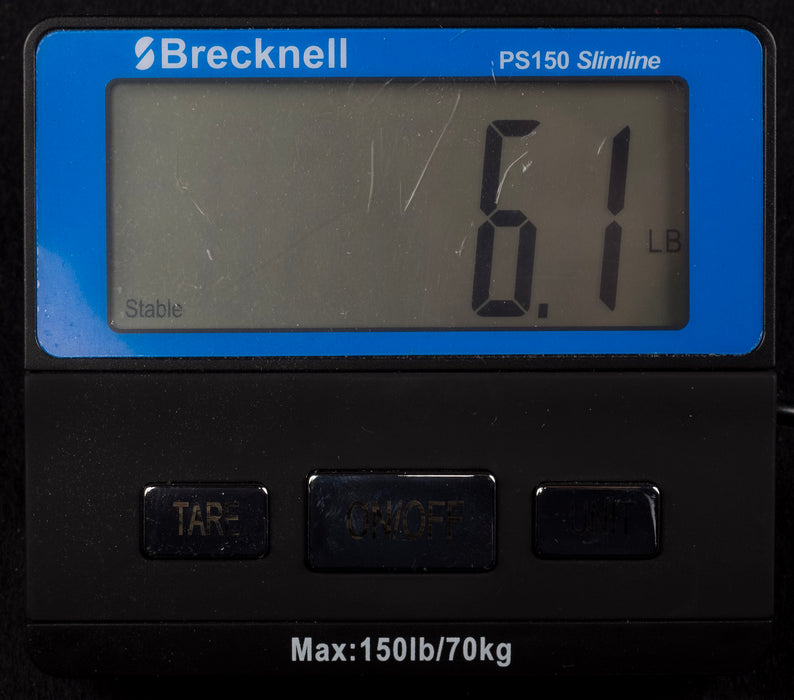 Brecknell PS150 Slimline
6.1 LB
Stable
TARE ON/OFF UNIT
Max:150lb/70kg